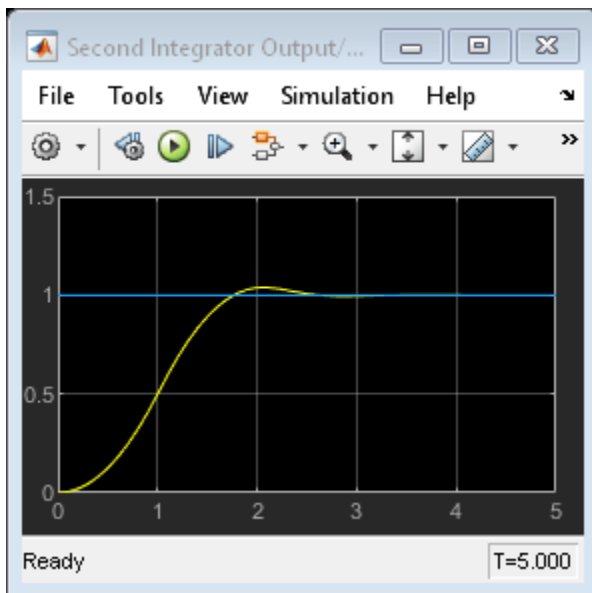 Second Integrator Output/...
File Tools View Simulation Help
1.5
1
0.5
0
0 1 2 3 4 5
Ready T=5.000